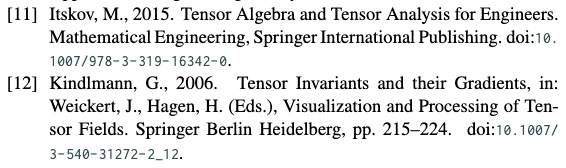 [11] Itskov, M., 2015. Tensor Algebra and Tensor Analysis for Engineers.
Mathematical Engineering, Springer International Publishing. doi:10.
1007/978-3-319-16342-0.
[12] Kindlmann, G., 2006. Tensor Invariants and their Gradients, in:
Weickert, J., Hagen, H. (Eds.), Visualization and Processing of Ten-
sor Fields. Springer Berlin Heidelberg, pp. 215–224. doi:10.1007/
3-540-31272-2_12.